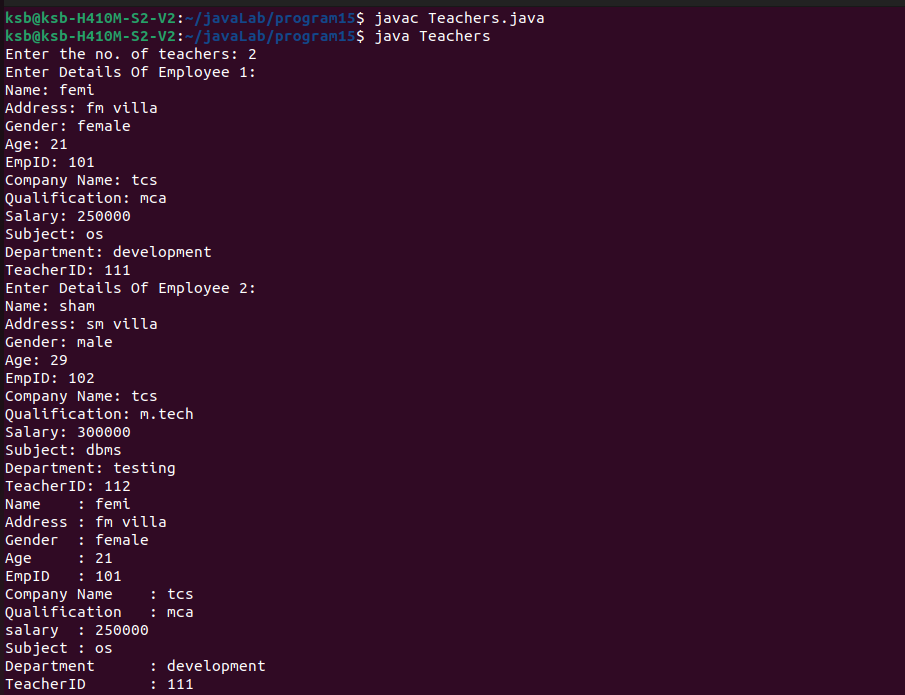 ksb@ksb-H410M-S2-V2:~/javaLab/program15$ javac Teachers.java
ksb@ksb-H410M-S2-V2:~/javaLab/program15$ java Teachers
Enter the no. of teachers: 2
Enter Details Of Employee 1:
Name: femi
Address: fm villa
Gender: female
Age: 21
EmpID: 101
Company Name: tcs
Qualification: mca
Salary: 250000
Subject: os
Department: development
TeacherID: 111
Enter Details Of Employee 2:
Name: sham
Address: sm villa
Gender: male
Age: 29
EmpID: 102
Company Name: tcs
Qualification: m.tech
Salary: 300000
Subject: dbms
Department: testing
TeacherID: 112
Name    : femi
Address : fm villa
Gender  : female
Age     : 21
EmpID   : 101
Company Name    : tcs
Qualification   : mca
salary  : 250000
Subject : os
Department      : development
TeacherID       : 111